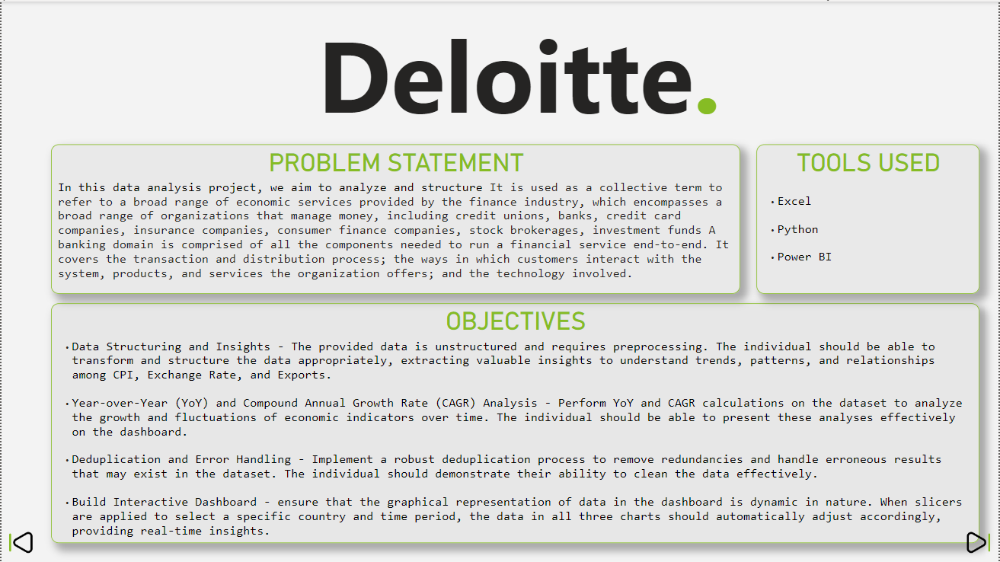 Deloitte.
PROBLEM STATEMENT
In this data analysis project, we aim to analyze and structure It is used as a collective term to
refer to a broad range of economic services provided by the finance industry, which encompasses a
broad range of organizations that manage money, including credit unions, banks, credit card
companies, insurance companies, consumer finance companies, stock brokerages, investment funds A
banking domain is comprised of all the components needed to run a financial service end-to-end. It
covers the transaction and distribution process; the ways in which customers interact with the
system, products, and services the organization offers; and the technology involved.
TOOLS USED
•Excel
•Python
•Power BI
OBJECTIVES
•Data Structuring and Insights - The provided data is unstructured and requires preprocessing. The individual should be able to
transform and structure the data appropriately, extracting valuable insights to understand trends, patterns, and relationships
among CPI, Exchange Rate, and Exports.
•Year-over-Year (YoY) and Compound Annual Growth Rate (CAGR) Analysis - Perform YoY and CAGR calculations on the dataset to analyze
the growth and fluctuations of economic indicators over time. The individual should be able to present these analyses effectively
on the dashboard.
•Deduplication and Error Handling - Implement a robust deduplication process to remove redundancies and handle erroneous results
that may exist in the dataset. The individual should demonstrate their ability to clean the data effectively.
•Build Interactive Dashboard - ensure that the graphical representation of data in the dashboard is dynamic in nature. When slicers
are applied to select a specific country and time period, the data in all three charts should automatically adjust accordingly,
providing real-time insights.